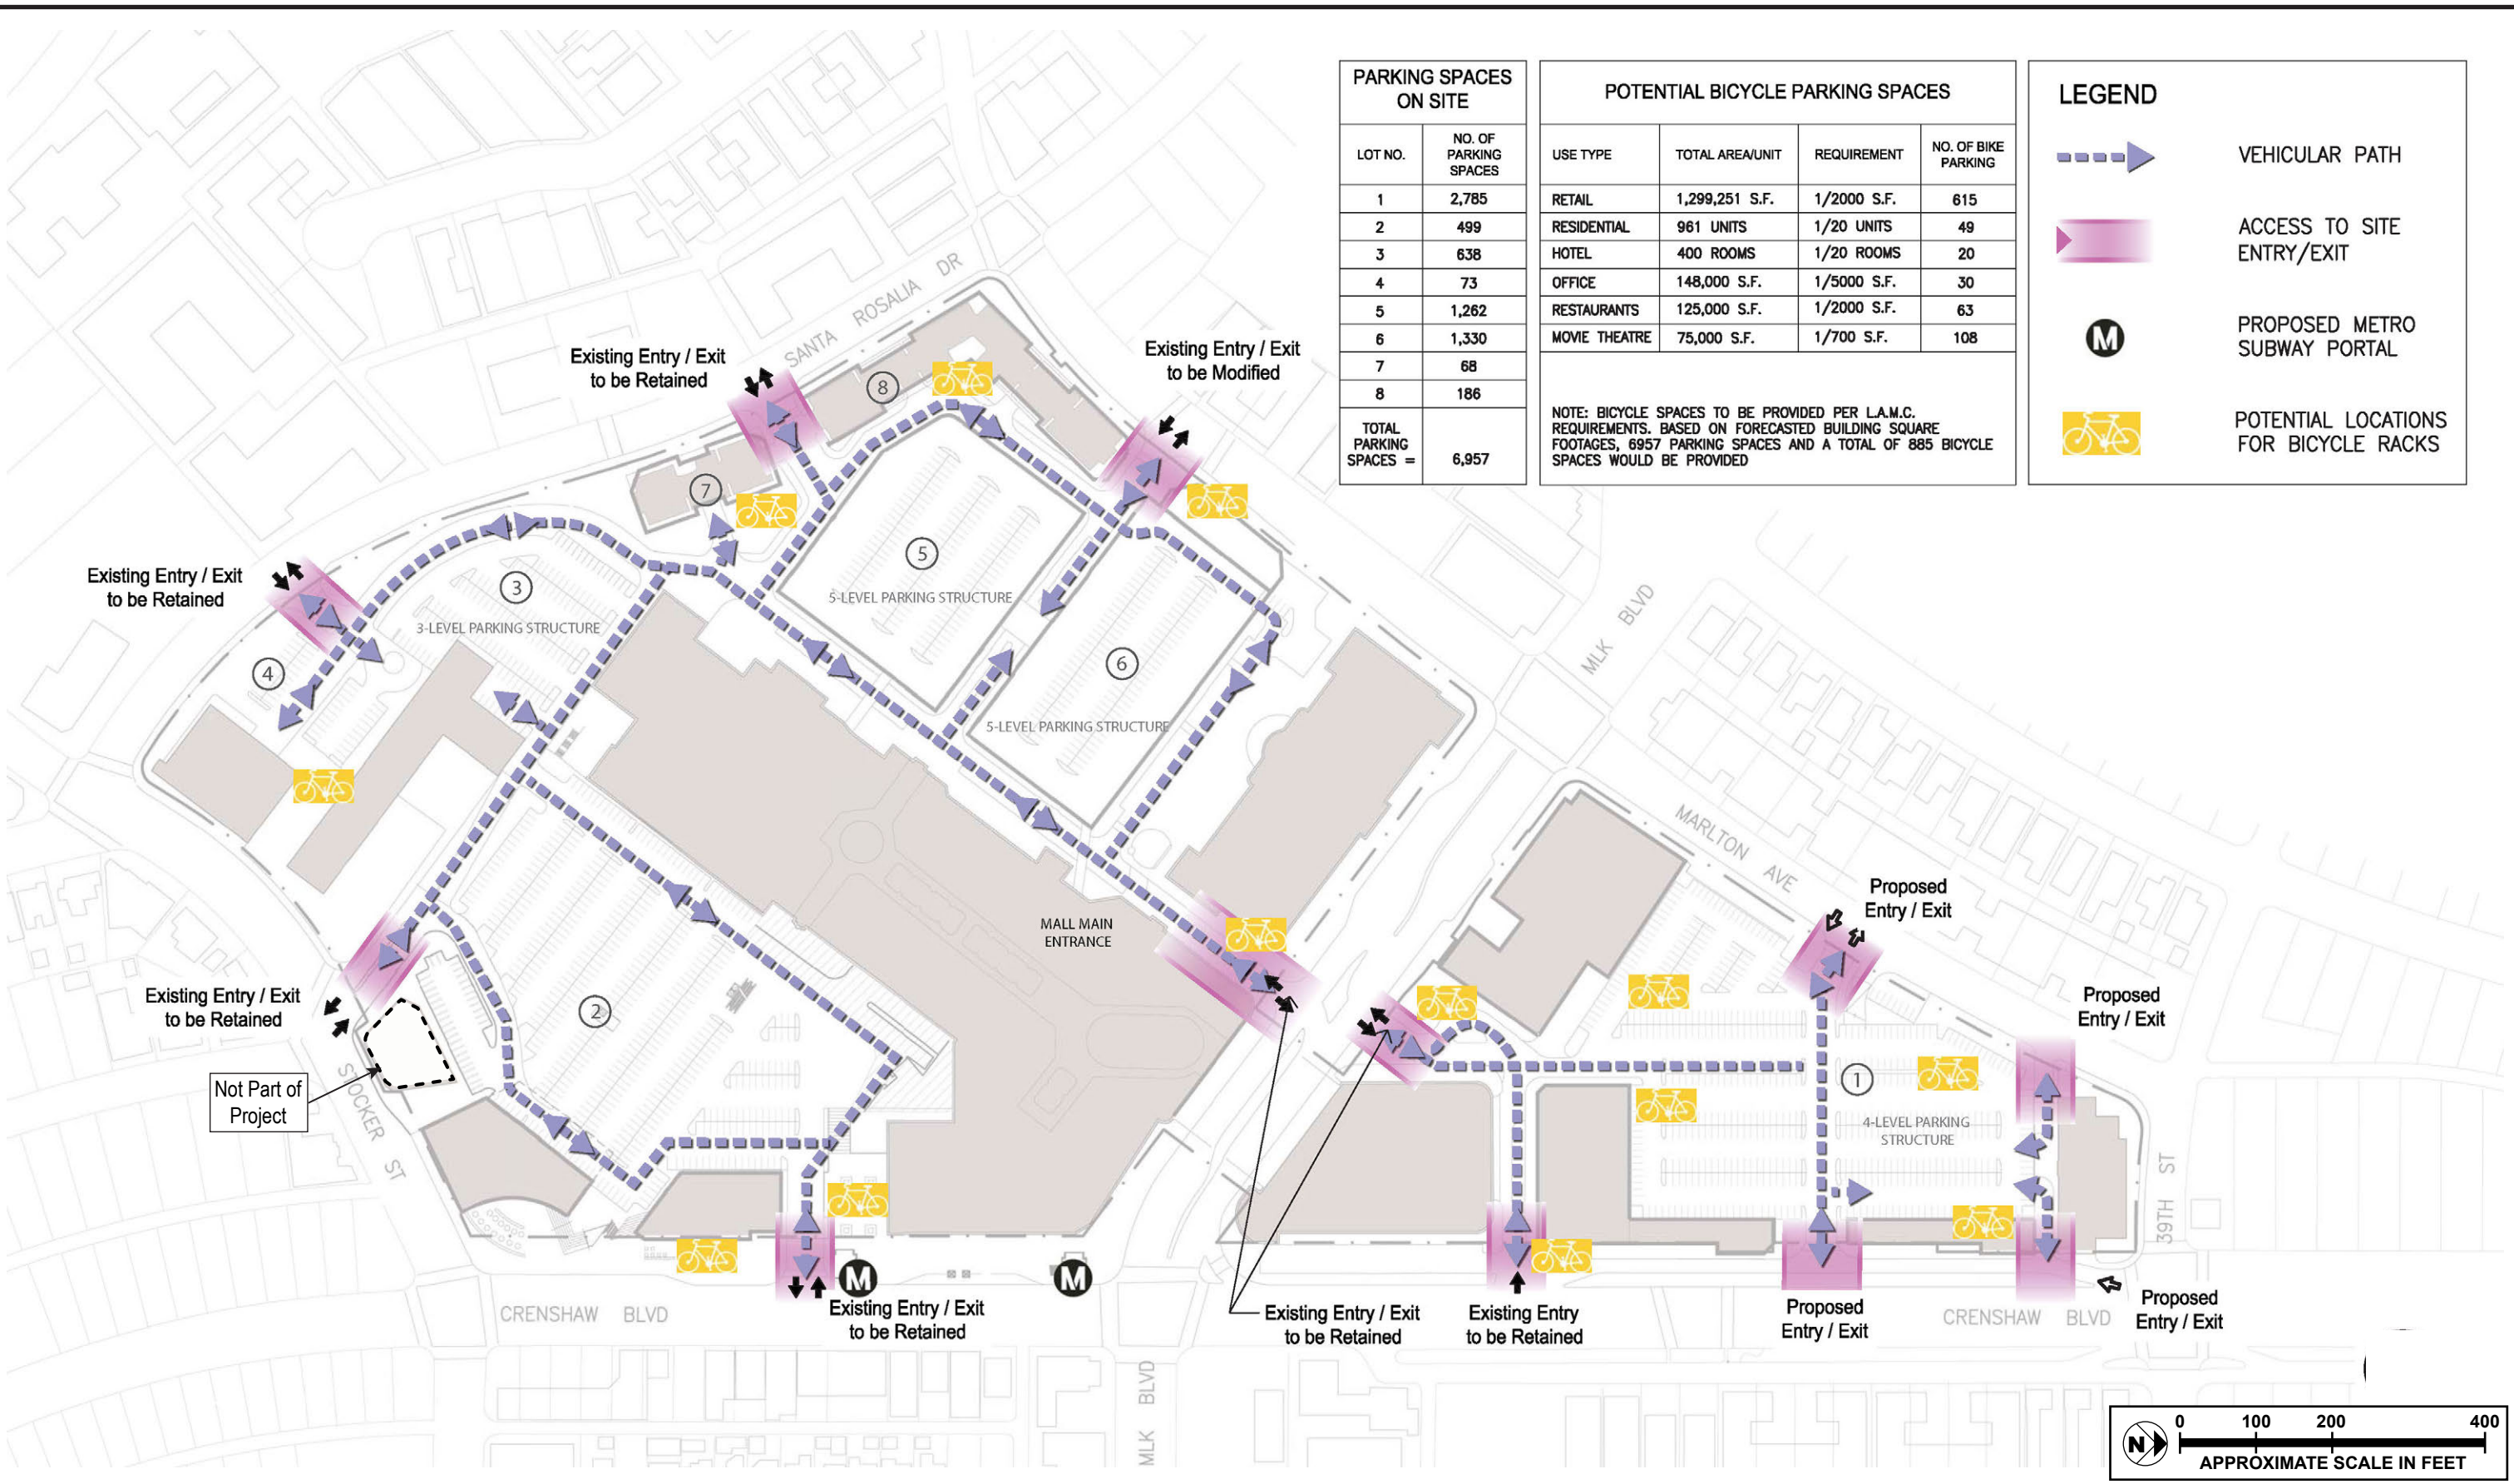 PARKING SPACES
ON SITE
LOT NO.
NO. OF
PARKING
SPACES
1 2,785
2 499
3 638
4 73
5 1,262
6 1,330
7 68
8 186
TOTAL
PARKING
SPACES = 6,957
POTENTIAL BICYCLE PARKING SPACES
USE TYPE TOTAL AREA/UNIT REQUIREMENT NO. OF BIKE
PARKING
RETAIL 1,299,251 S.F. 1/2000 S.F. 615
RESIDENTIAL 961 UNITS 1/20 UNITS 49
HOTEL 400 ROOMS 1/20 ROOMS 20
OFFICE 148,000 S.F. 1/5000 S.F. 30
RESTAURANTS 125,000 S.F. 1/2000 S.F. 63
MOVIE THEATRE 75,000 S.F. 1/700 S.F. 108
NOTE: BICYCLE SPACES TO BE PROVIDED PER L.A.M.C.
REQUIREMENTS. BASED ON FORECASTED BUILDING SQUARE
FOOTAGES, 6957 PARKING SPACES AND A TOTAL OF 885 BICYCLE
SPACES WOULD BE PROVIDED
LEGEND
VEHICULAR PATH
ACCESS TO SITE
ENTRY/EXIT
M
PROPOSED METRO
SUBWAY PORTAL
POTENTIAL LOCATIONS
FOR BICYCLE RACKS
SANTA ROSALIA DR
Existing Entry / Exit
to be Retained
Existing Entry / Exit
to be Modified
8
7
Existing Entry / Exit
to be Retained
3
3-LEVEL PARKING STRUCTURE
4
5
5-LEVEL PARKING STRUCTURE
6
5-LEVEL PARKING STRUCTURE
MLK BLVD
MARLTON AVE
MALL MAIN
ENTRANCE
Proposed
Entry / Exit
Proposed
Entry / Exit
Existing Entry / Exit
to be Retained
2
Not Part of
Project
SOCKER ST
1
4-LEVEL PARKING
STRUCTURE
39TH ST
M
M
CRENSHAW BLVD
Existing Entry / Exit
to be Retained
Existing Entry / Exit
to be Retained
Existing Entry
to be Retained
Proposed
Entry / Exit
CRENSHAW BLVD
Proposed
Entry / Exit
MLK BLVD
N
0 100 200 400
APPROXIMATE SCALE IN FEET